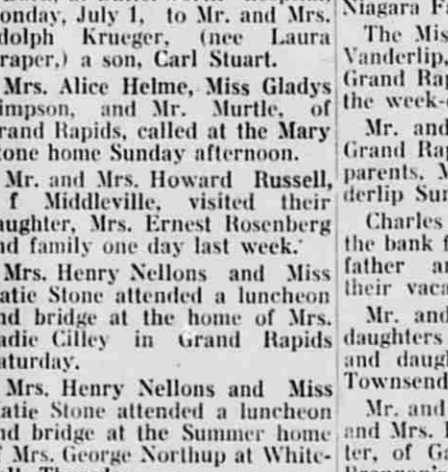 onday, July 1, to Mr. and Mrs.
dolph Krueger, (nee Laura
raper,) a son, Carl Stuart.
Mrs. Alice Helme, Miss Gladys
impson, and Mr. Murtle, of
rand Rapids, called at the Mary
tone home Sunday afternoon.
Mr. and Mrs. Howard Russell,
f Middleville, visited their
aughter, Mrs. Ernest Rosenberg
nd family one day last week.
Mrs. Henry Nellons and Miss
atie Stone attended a luncheon
nd bridge at the home of Mrs.
adie Cilley in Grand Rapids
aturday.
Mrs. Henry Nellons and Miss
atie Stone attended a luncheon
nd bridge at the Summer home
f Mrs. George Northup at White-
Niagara Fa
The Mis
Vanderlip,
Grand Rap
the week-
Mr. and
Grand Rap
parents, M
derlip Sun
Charles
the bank f
father an
their vaca
Mr. and
daughters
and daug
Townsend
Mr. and
and Mrs. 
ter, of G